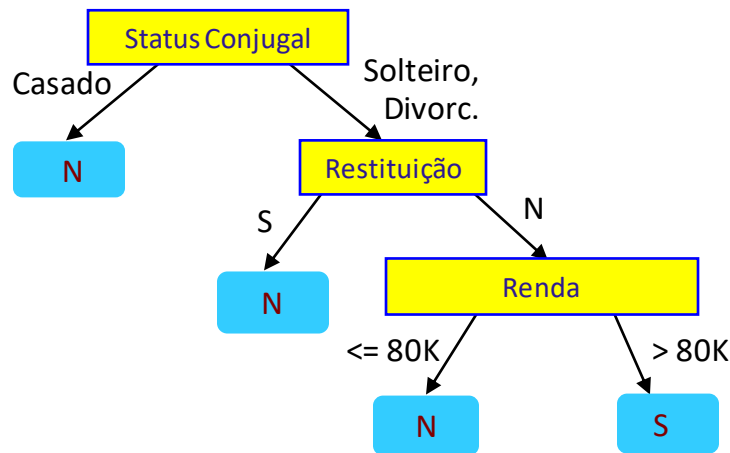 Status Conjugal
Casado
Solteiro,
Divorc.
N
Restituição
S
N
N
Renda
<= 80K
> 80K
N
S